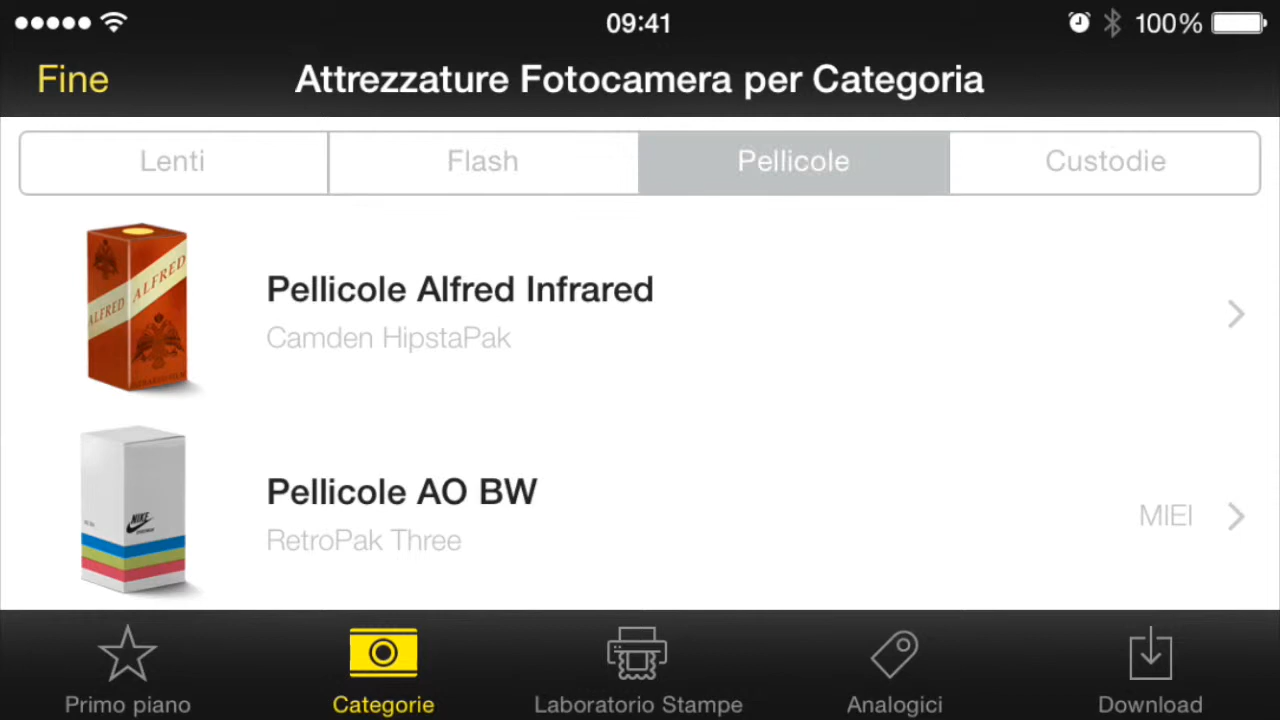 09:41
100%
Fine
Attrezzature Fotocamera per Categoria
Lenti
Flash
Pellicole
Custodie
ALFRED
ALFRED
Pellicole Alfred Infrared
Camden HipstaPak
NIKE
Pellicole AO BW
RetroPak Three
MIEI
Primo piano
Categorie
Laboratorio Stampe
Analogici
Download